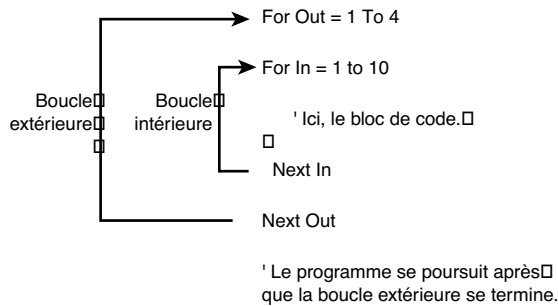 For Out = 1 To 4
For In = 1 to 10
Boucle
extérieure
Boucle
intérieure
' Ici, le bloc de code.
Next In
Next Out
' Le programme se poursuit après
que la boucle extérieure se termine.